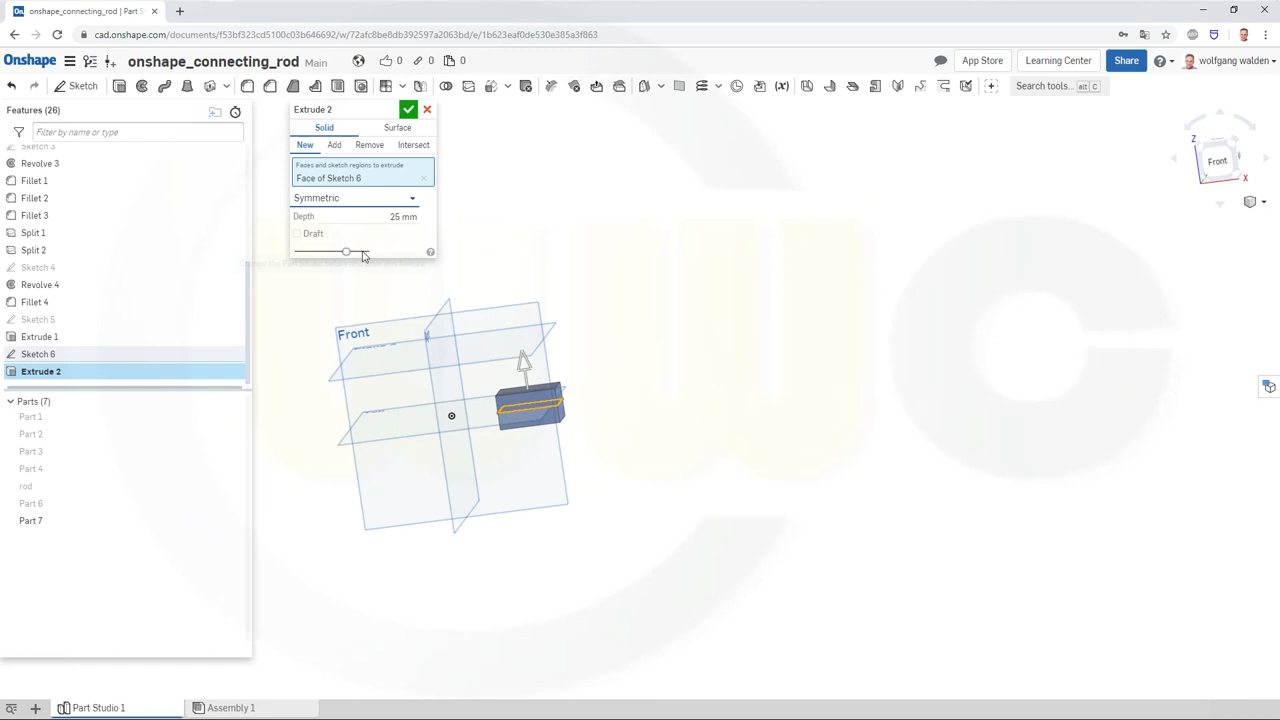 onshape_connecting_rod | Part S
cad.onshape.com/documents/f53bf323cd5100c03b646692/w/72afc8be8db392597a2063bd/e/1b623eaf0de530e385a3f863
Onshape
onshape_connecting_rod Main
0
0
0
App Store
Learning Center
Share
wolfgang walden
Sketch
Search tools...
alt C
Features (26)
Filter by name or type
Sketch 3
Revolve 3
Fillet 1
Fillet 2
Fillet 3
Split 1
Split 2
Sketch 4
Revolve 4
Fillet 4
Sketch 5
Extrude 1
Sketch 6
Extrude 2
Parts (7)
Part 1
Part 2
Part 3
Part 4
rod
Part 6
Part 7
Extrude 2
Solid
Surface
New
Add
Remove
Intersect
Faces and sketch regions to extrude
Face of Sketch 6
Symmetric
Depth 25 mm
Draft
Front
Z
Front
X
Part Studio 1
Assembly 1